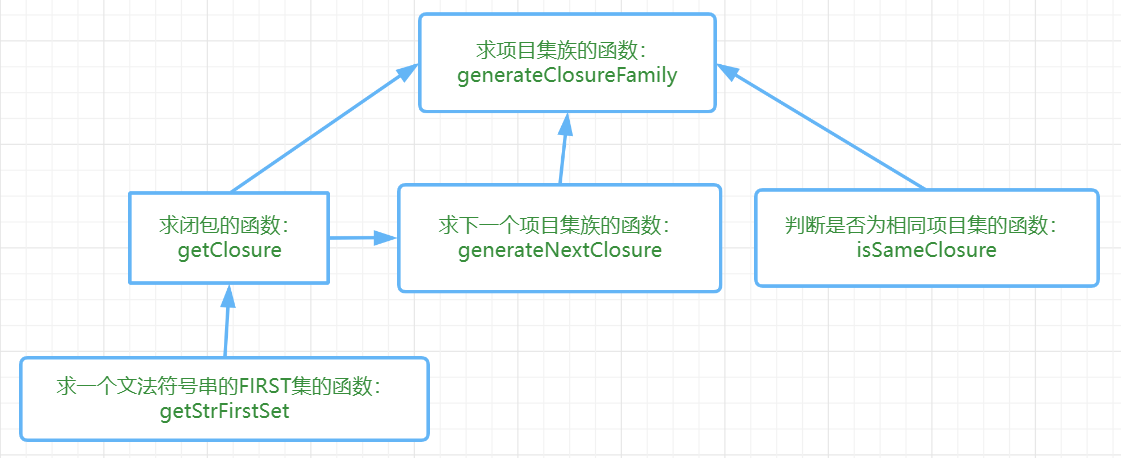 求项目集族的函数：
generateClosureFamily
求闭包的函数：
getClosure
求下一个项目集族的函数：
generateNextClosure
判断是否为相同项目集的函数：
isSameClosure
求一个文法符号串的FIRST集的函数：
getStrFirstSet